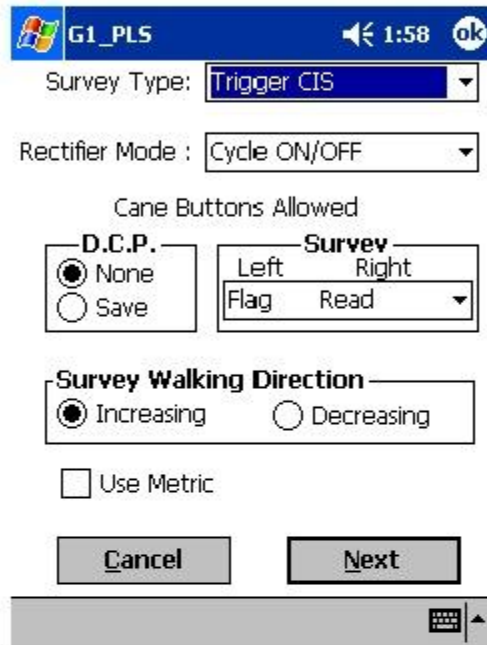 G1_PLS 1:58 ok
Survey Type: Trigger CIS
Rectifier Mode : Cycle ON/OFF
Cane Buttons Allowed
D.C.P. Survey
None Left Right
Save Flag Read
Survey Walking Direction
Increasing Decreasing
Use Metric
Cancel Next